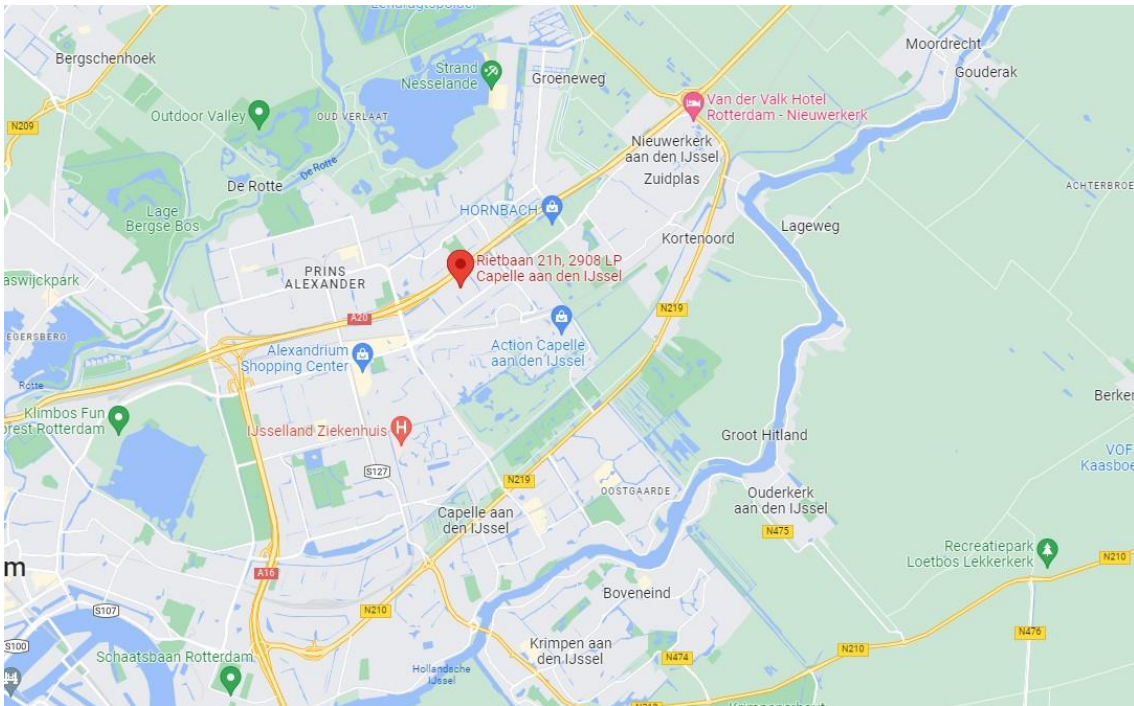 Moordrecht
Bergschenhoek
Gouderak
Strand
Nesselande
Groeneweg
Outdoor Valley
OUD VERLAAT
Van der Valk Hotel
Rotterdam - Nieuwerkerk
N209
Nieuwerkerk
aan den IJssel
De Rotte
Zuidplas
De Rotte
ACHTERBROE
Lage
Bergse Bos
HORNBACH
Lageweg
Kortenoord
Rietbaan 21h, 2908 LP
Capelle aan den IJssel
PRINS
ALEXANDER
aswijckpark
N219
A20
EGERSBERG
Alexandrium
Shopping Center
Action Capelle
aan den IJssel
Rotte
Berker
Klimbos Fun
orest Rotterdam
IJsselland Ziekenhuis
Groot Hitland
VOF
Kaasboe
S127
N219
OOSTGAARDE
Ouderkerk
aan den IJssel
Capelle aan
den IJssel
N475
Recreatiepark
Loetbos Lekkerkerk
N210
m
A16
Boveneind
S107
N210
N476
S100
Krimpen aan
den IJssel
N210
Schaatsbaan Rotterdam
N474
Hollandsche
IJssel
N210